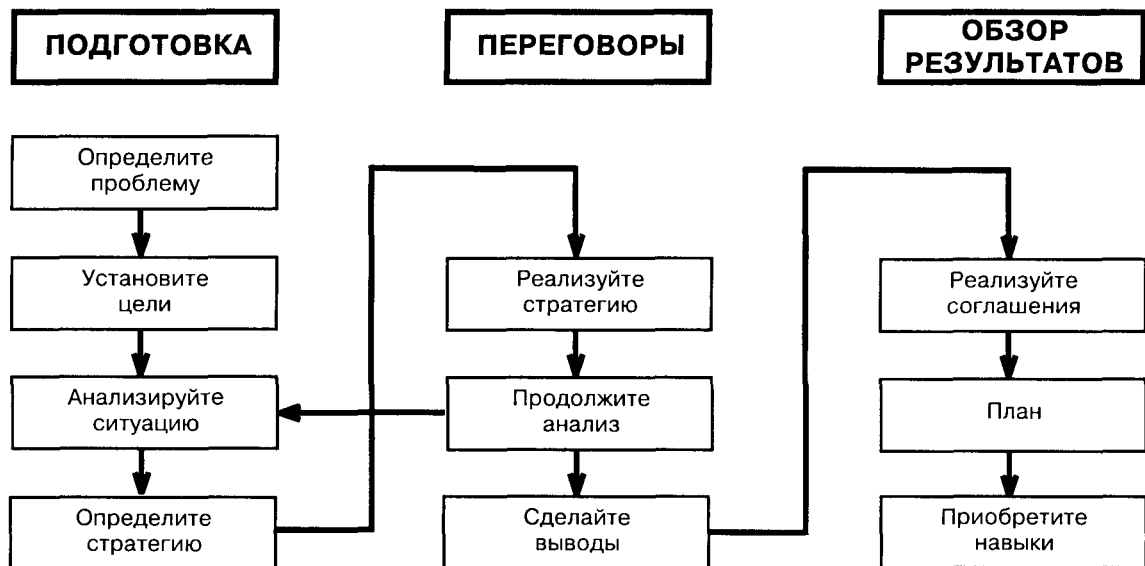 ПОДГОТОВКА
Определите
проблему
Установите
цели
Анализируйте
ситуацию
Определите
стратегию
ПЕРЕГОВОРЫ
Реализуйте
стратегию
Продолжите
анализ
Сделайте
выводы
ОБЗОР
РЕЗУЛЬТАТОВ
Реализуйте
соглашения
План
Приобретите
навыки